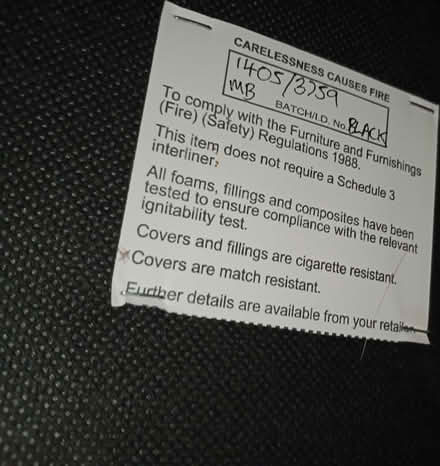 CARELESSNESS CAUSES FIRE
1405/3759
MB
BATCH/I.D. No. BLACK
To comply with the Furniture and Furnishings
(Fire) (Safety) Regulations 1988.
This item does not require a Schedule 3
interliner.
All foams, fillings and composites have been
tested to ensure compliance with the relevant
ignitability test.
Covers and fillings are cigarette resistant.
Covers are match resistant.
Further details are available from your retailer